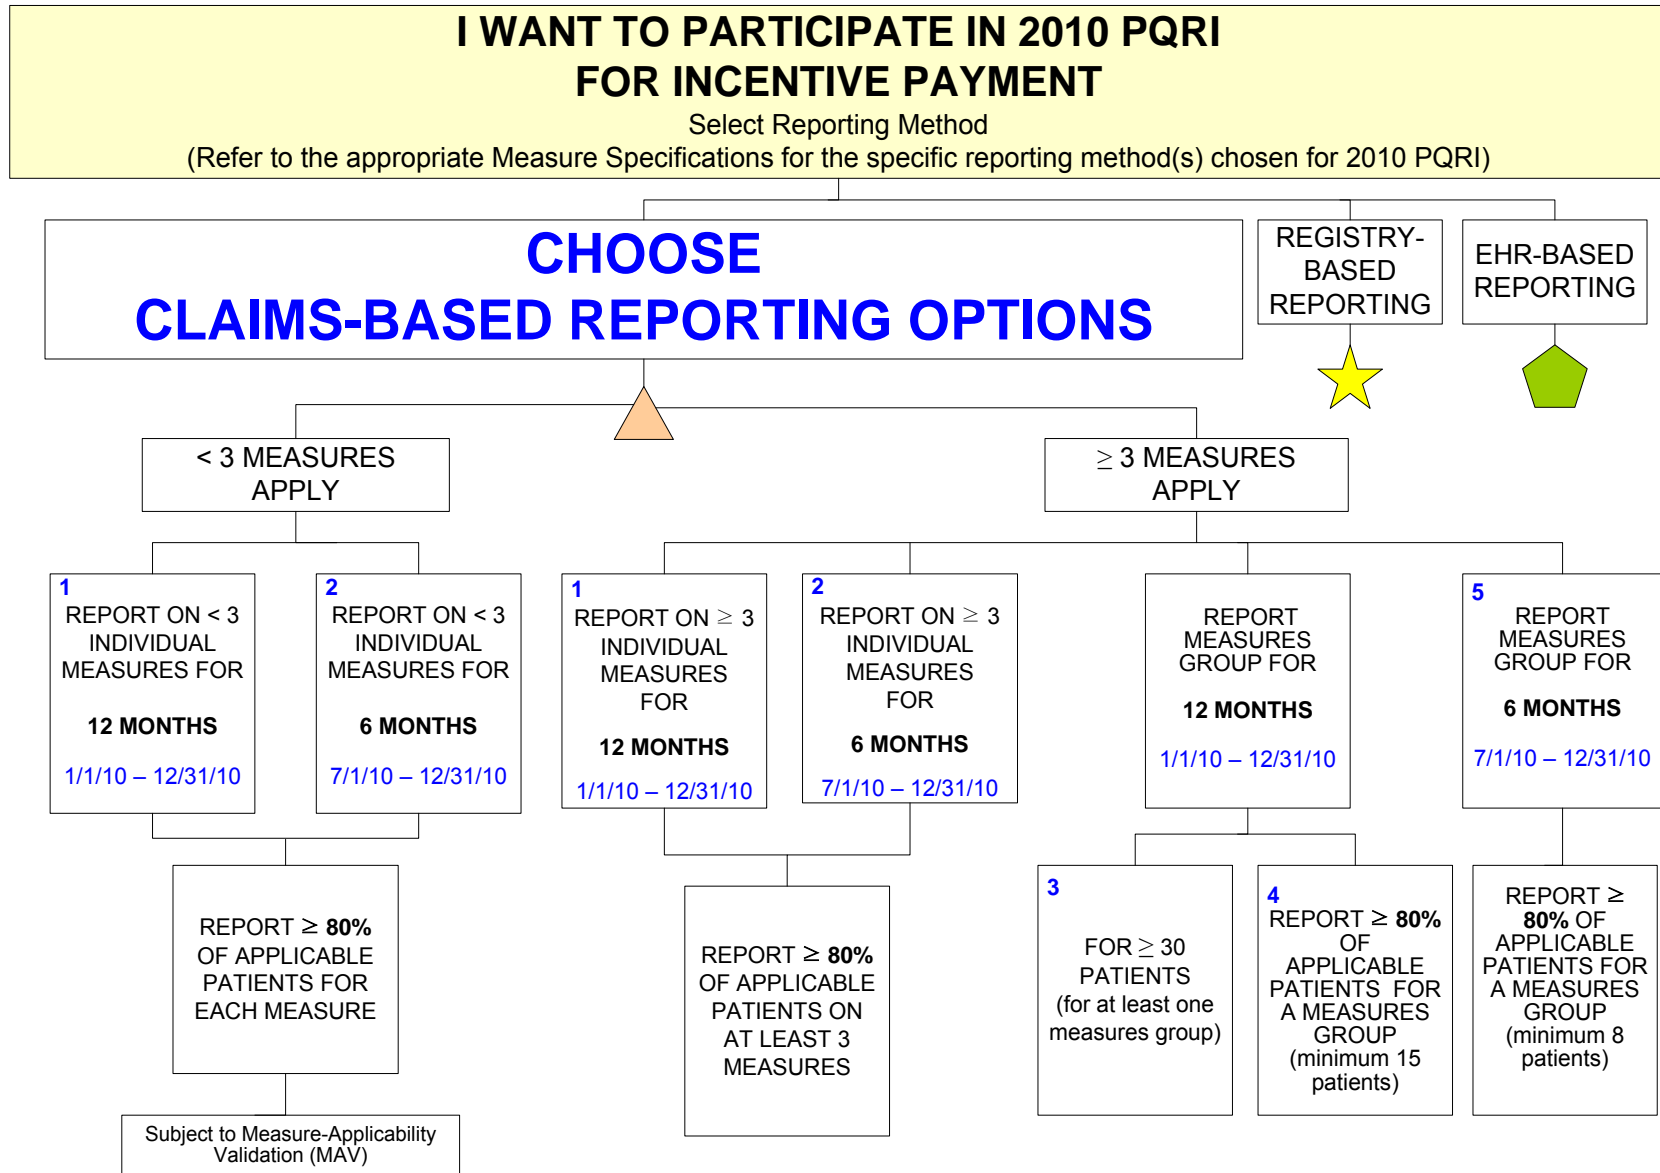 I WANT TO PARTICIPATE IN 2010 PQRI
FOR INCENTIVE PAYMENT
Select Reporting Method
(Refer to the appropriate Measure Specifications for the specific reporting method(s) chosen for 2010 PQRI)
CHOOSE
CLAIMS-BASED REPORTING OPTIONS
REGISTRY-
BASED
REPORTING
EHR-BASED
REPORTING
< 3 MEASURES
APPLY
≥ 3 MEASURES
APPLY
1
REPORT ON < 3
INDIVIDUAL
MEASURES FOR
12 MONTHS
1/1/10 – 12/31/10
2
REPORT ON < 3
INDIVIDUAL
MEASURES FOR
6 MONTHS
7/1/10 – 12/31/10
1
REPORT ON ≥ 3
INDIVIDUAL
MEASURES
FOR
12 MONTHS
1/1/10 – 12/31/10
2
REPORT ON ≥ 3
INDIVIDUAL
MEASURES
FOR
6 MONTHS
7/1/10 – 12/31/10
REPORT
MEASURES
GROUP FOR
12 MONTHS
1/1/10 – 12/31/10
5
REPORT
MEASURES
GROUP FOR
6 MONTHS
7/1/10 – 12/31/10
REPORT ≥ 80%
OF APPLICABLE
PATIENTS FOR
EACH MEASURE
REPORT ≥ 80%
OF APPLICABLE
PATIENTS ON
AT LEAST 3
MEASURES
3
FOR ≥ 30
PATIENTS
(for at least one
measures group)
4
REPORT ≥ 80%
OF
APPLICABLE
PATIENTS FOR
A MEASURES
GROUP
(minimum 15
patients)
REPORT ≥
80% OF
APPLICABLE
PATIENTS FOR
A MEASURES
GROUP
(minimum 8
patients)
Subject to Measure-Applicability
Validation (MAV)